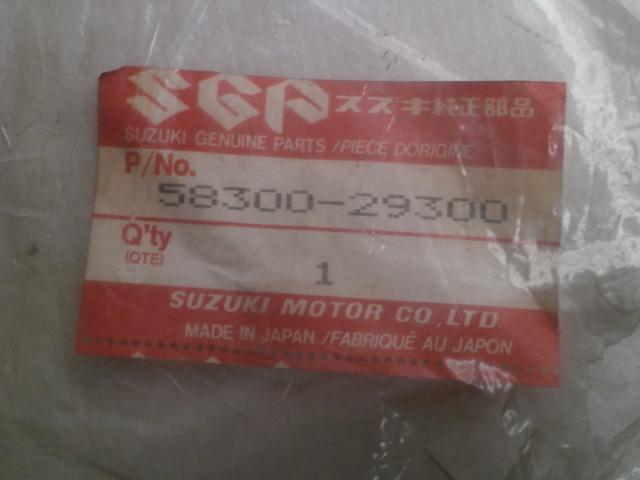 SGP スズキ純正部品
SUZUKI GENUINE PARTS / PIECE DORIGINE
P/No.
58300-29300
Q'ty
(QTE)
1
SUZUKI MOTOR CO., LTD.
MADE IN JAPAN / FABRIQUÉ AU JAPON